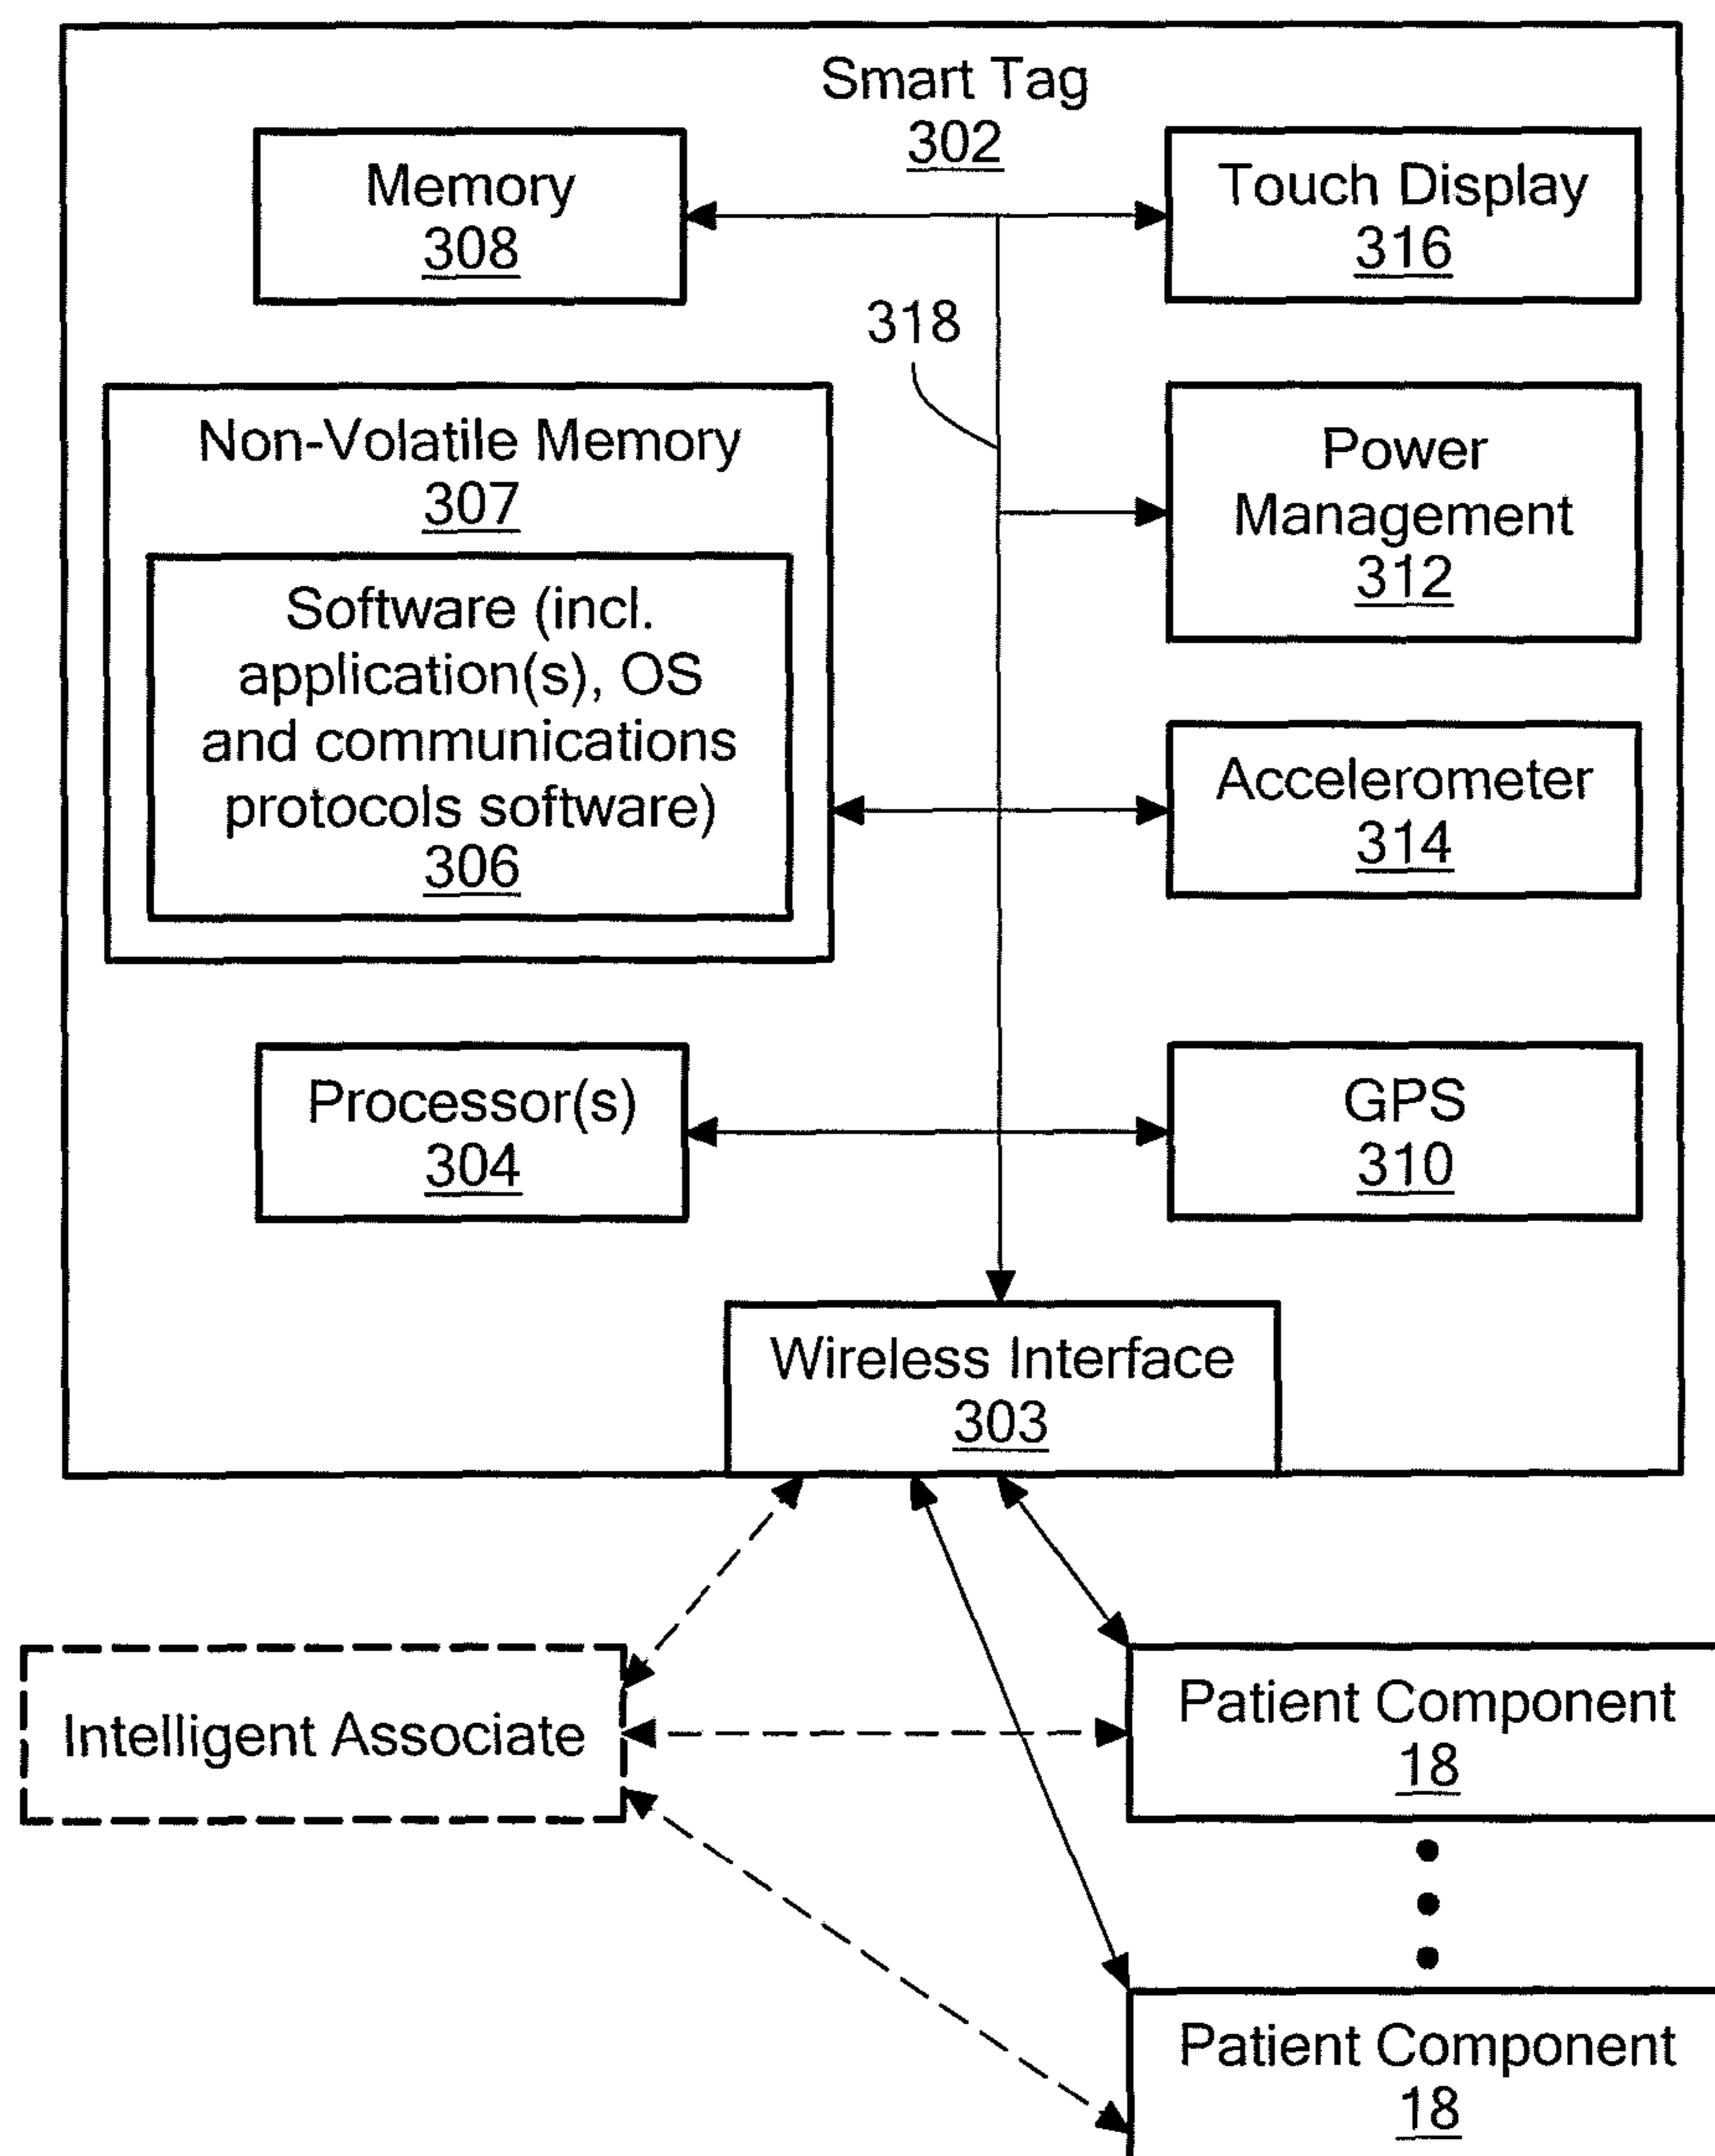 Smart Tag
302
Memory
308
Touch Display
316
318
Non-Volatile Memory
307
Power
Management
312
Software (incl.
application(s), OS
and communications
protocols software)
306
Accelerometer
314
Processor(s)
304
GPS
310
Wireless Interface
303
Intelligent Associate
Patient Component
18
Patient Component
18